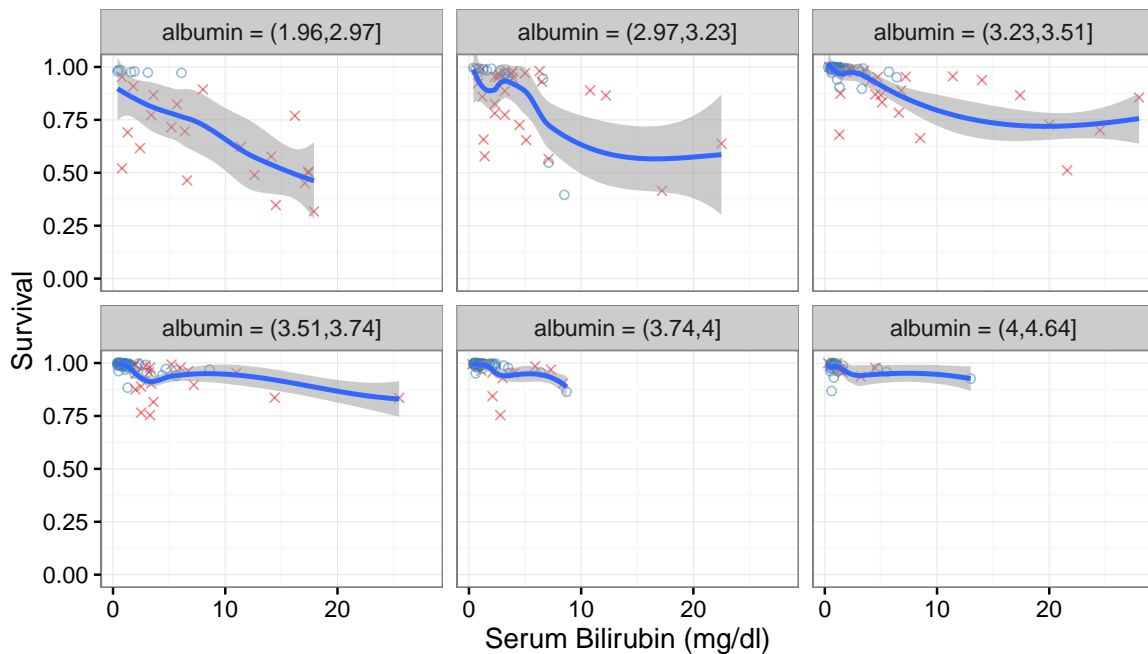 albumin = (1.96,2.97]
albumin = (2.97,3.23]
albumin = (3.23,3.51]
1.00
0.75
0.50
0.25
0.00
Survival
albumin = (3.51,3.74]
albumin = (3.74,4]
albumin = (4,4.64]
1.00
0.75
0.50
0.25
0.00
0 10 20
0 10 20
0 10 20
Serum Bilirubin (mg/dl)